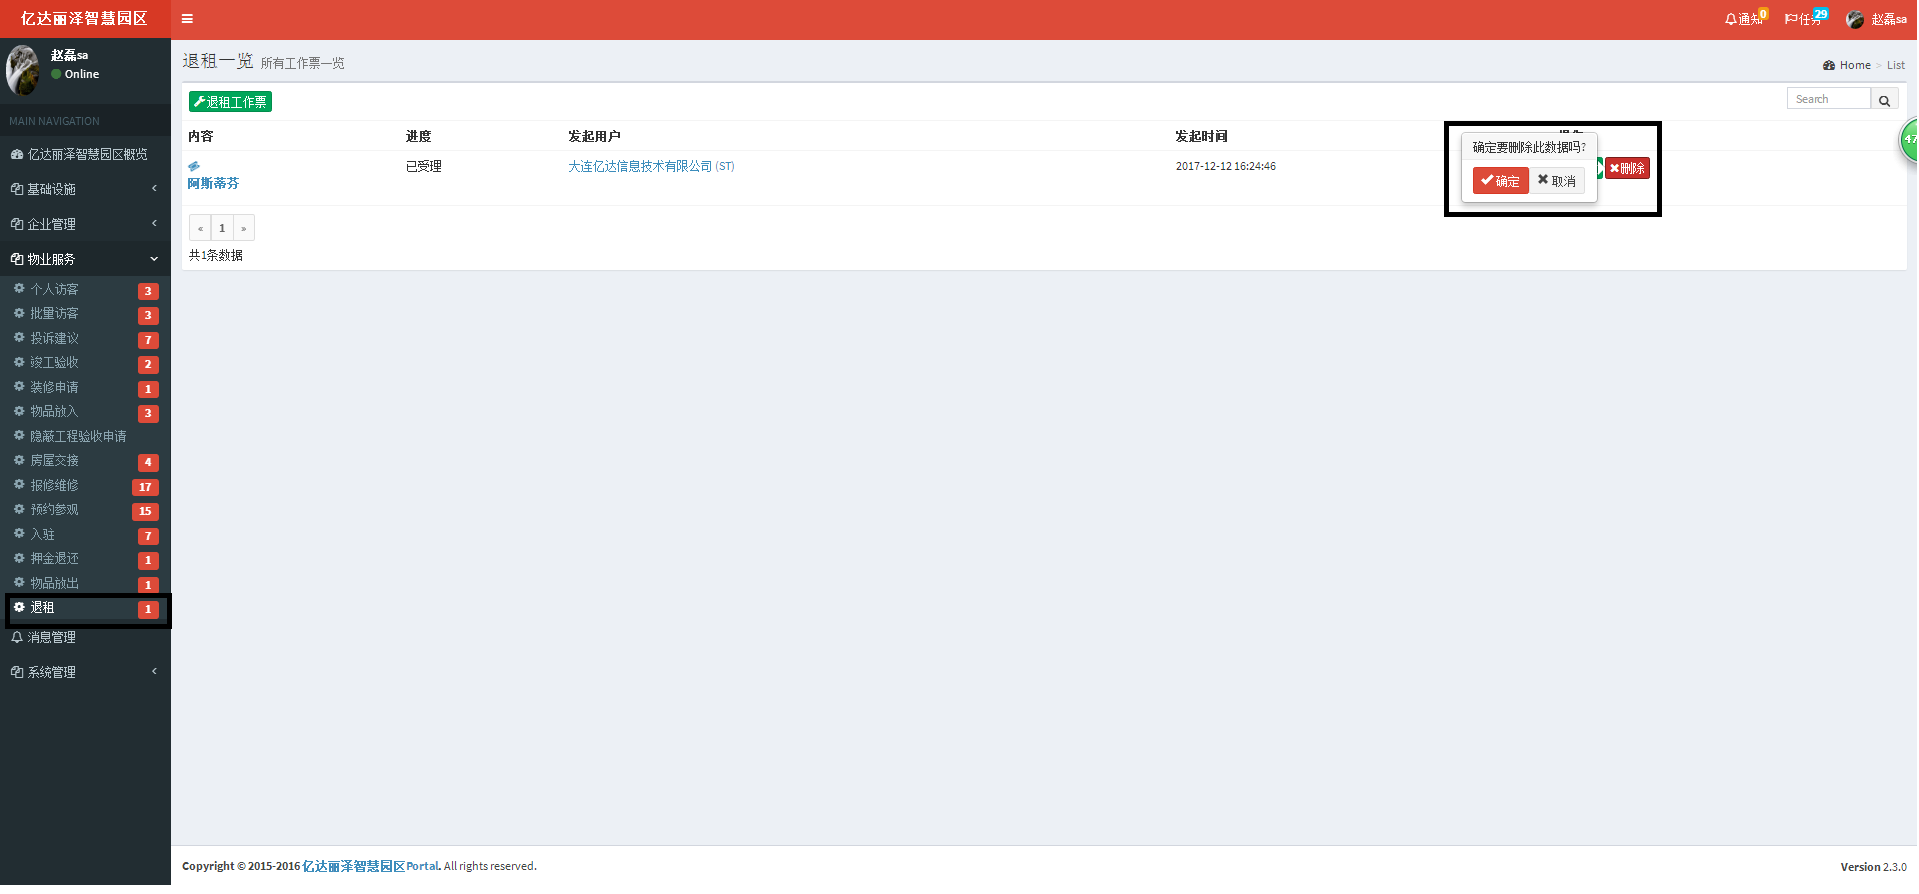 亿达丽泽智慧园区
通知 0
任务 29
赵磊sa
赵磊sa
Online
MAIN NAVIGATION
亿达丽泽智慧园区概览
基础设施
企业管理
物业服务
个人访客 3
批量访客 3
投诉建议 7
竣工验收 2
装修申请 1
物品放入 3
隐蔽工程验收申请
房屋交接 4
报修维修 17
预约参观 15
入驻 7
押金退还 1
物品放出 1
退租 1
消息管理
系统管理
退租一览 所有工作票一览
Home > List
退租工作票
Search
内容 进度 发起用户 发起时间
确定要删除此数据吗?
确定 取消
删除
阿斯蒂芬
已受理
大连亿达信息技术有限公司 (ST)
2017-12-12 16:24:46
« 1 »
共1条数据
47
Copyright © 2015-2016 亿达丽泽智慧园区Portal. All rights reserved.
Version 2.3.0